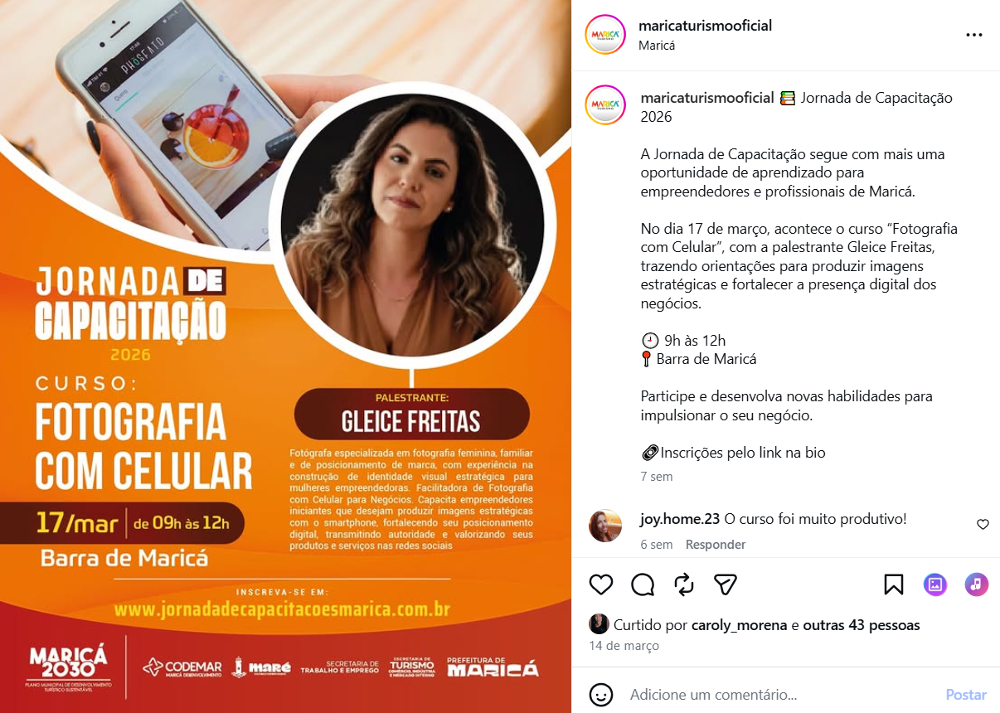 17:48
PHOSFATO
JORNADA DE
CAPACITAÇÃO
2026
CURSO:
FOTOGRAFIA
COM CELULAR
17/mar
de 09h às 12h
Barra de Maricá
PALESTRANTE:
GLEICE FREITAS
Fotógrafa especializada em fotografia feminina, familiar
e de posicionamento de marca, com experiência na
construção de identidade visual estratégica para
mulheres empreendedoras. Facilitadora de Fotografia
com Celular para Negócios. Capacita empreendedores
iniciantes que desejam produzir imagens estratégicas
com o smartphone, fortalecendo seu posicionamento
digital, transmitindo autoridade e valorizando seus
produtos e serviços nas redes sociais
INSCREVA-SE EM:
www.jornadadecapacitacoesmarica.com.br
MARICÁ
2030
PLANO MUNICIPAL DE DESENVOLVIMENTO
TURÍSTICO SUSTENTÁVEL
CODEMAR
MARICÁ DESENVOLVIMENTO
maré
SECRETARIA DE
TRABALHO E EMPREGO
SECRETARIA DE
TURISMO
COMÉRCIO, INDÚSTRIA
E MERCADO INTERNO
PREFEITURA DE
MARICÁ
MARICÁ
TURISMO
maricaturismooficial
Maricá
MARICÁ
TURISMO
maricaturismooficial 📚 Jornada de Capacitação
2026
A Jornada de Capacitação segue com mais uma
oportunidade de aprendizado para
empreendedores e profissionais de Maricá.
No dia 17 de março, acontece o curso “Fotografia
com Celular”, com a palestrante Gleice Freitas,
trazendo orientações para produzir imagens
estratégicas e fortalecer a presença digital dos
negócios.
🕘 9h às 12h
📍 Barra de Maricá
Participe e desenvolva novas habilidades para
impulsionar o seu negócio.
🔗Inscrições pelo link na bio
7 sem
joy.home.23 O curso foi muito produtivo!
6 sem Responder
Curtido por caroly_morena e outras 43 pessoas
14 de março
Adicione um comentário...
Postar